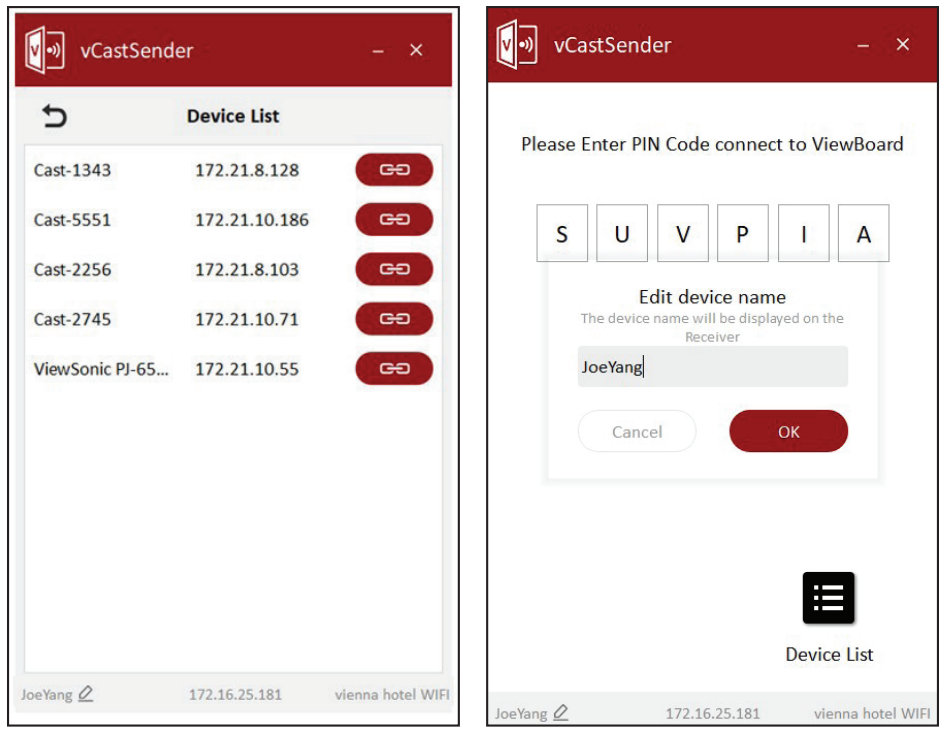 vCastSender
Device List
Cast-1343 172.21.8.128
Cast-5551 172.21.10.186
Cast-2256 172.21.8.103
Cast-2745 172.21.10.71
ViewSonic PJ-65... 172.21.10.55
JoeYang 172.16.25.181 vienna hotel WIFI
vCastSender
Please Enter PIN Code connect to ViewBoard
S U V P I A
Edit device name
The device name will be displayed on the
Receiver
JoeYang
Cancel OK
Device List
JoeYang 172.16.25.181 vienna hotel WIFI